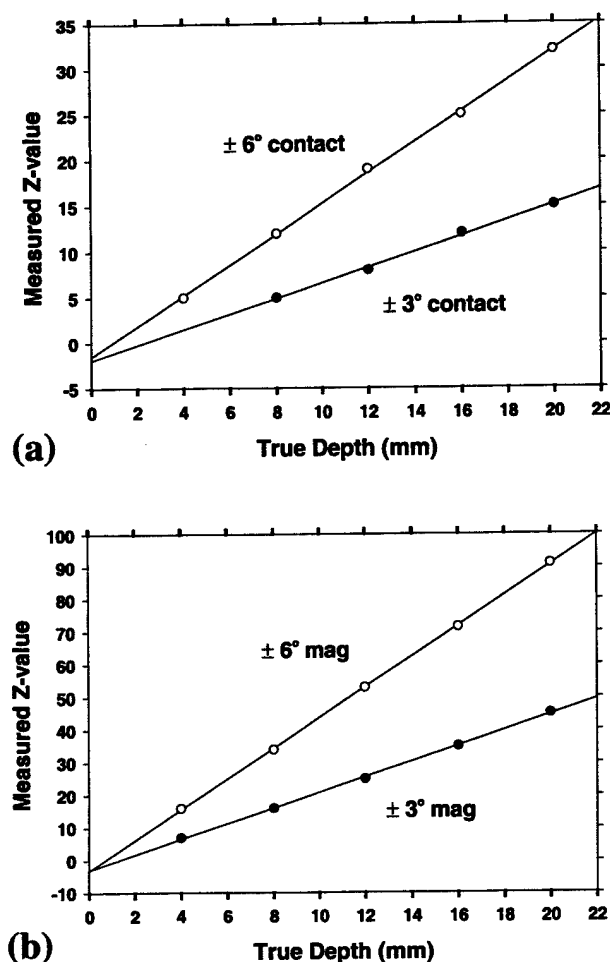 35
30
25
20
15
10
5
0
-5
Measured Z-value
± 6° contact
± 3° contact
0 2 4 6 8 10 12 14 16 18 20 22
True Depth (mm)
(a)
100
90
80
70
60
50
40
30
20
10
0
-10
Measured Z-value
± 6° mag
± 3° mag
0 2 4 6 8 10 12 14 16 18 20 22
True Depth (mm)
(b)